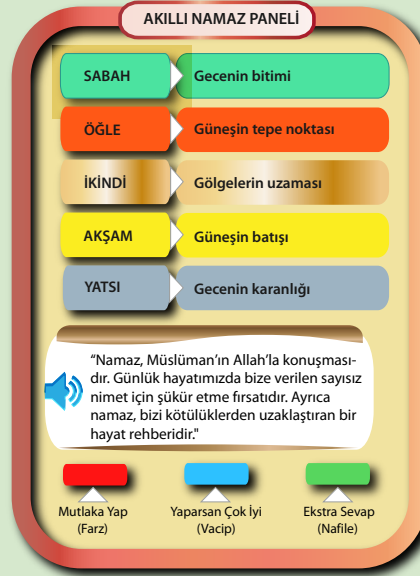 AKILLI NAMAZ PANELİ
SABAH Gecenin bitimi
ÖĞLE Güneşin tepe noktası
İKİNDİ Gölgelerin uzaması
AKŞAM Güneşin batışı
YATSI Gecenin karanlığı
“Namaz, Müslüman’ın Allah’la konuşması-
dır. Günlük hayatımızda bize verilen sayısız
nimet için şükür etme fırsatıdır. Ayrıca
namaz, bizi kötülüklerden uzaklaştıran bir
hayat rehberidir."
Mutlaka Yap
(Farz)
Yaparsan Çok İyi
(Vacip)
Ekstra Sevap
(Nafile)